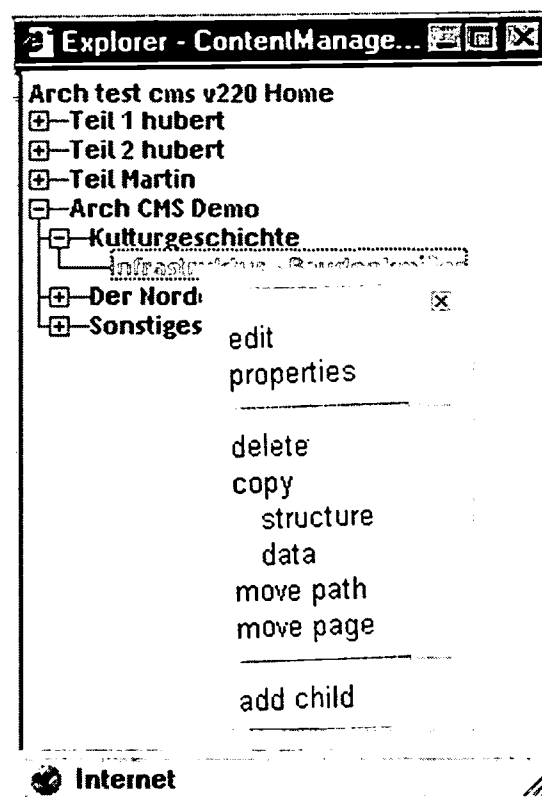 Explorer - ContentManage...
Arch test cms v220 Home
Teil 1 hubert
Teil 2 hubert
Teil Martin
Arch CMS Demo
Kulturgeschichte
Der Nord
Sonstiges
edit
properties
delete
copy
structure
data
move path
move page
add child
Internet